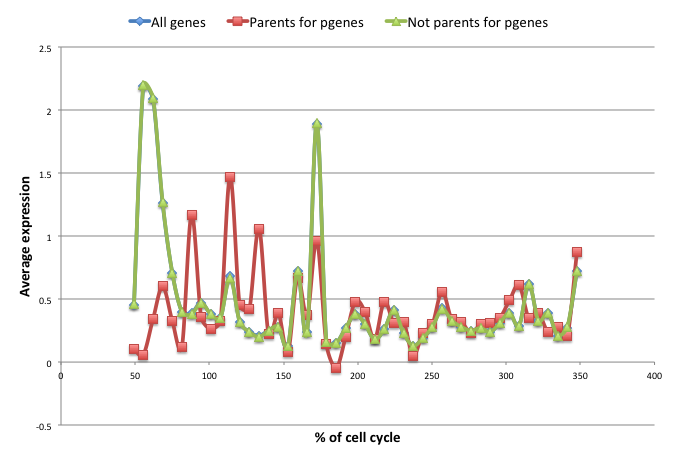 All genes Parents for pgenes Not parents for pgenes
2.5
2
1.5
1
0.5
0
-0.5
0 50 100 150 200 250 300 350 400
Average expression
% of cell cycle